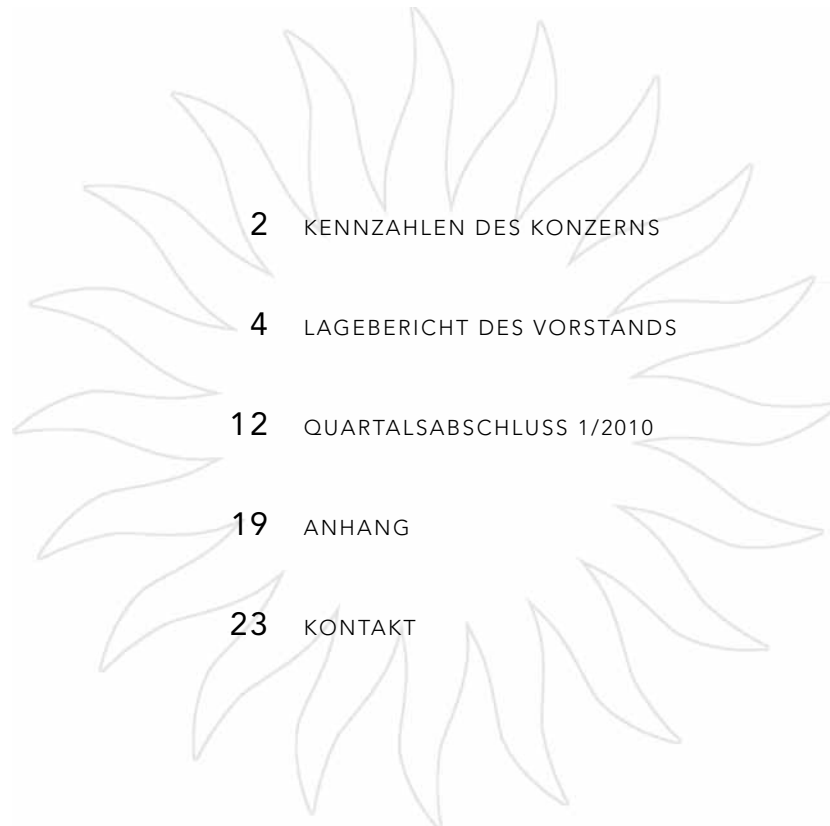 2 KENNZAHLEN DES KONZERNS
4 LAGEBERICHT DES VORSTANDS
12 QUARTALSABSCHLUSS 1/2010
19 ANHANG
23 KONTAKT